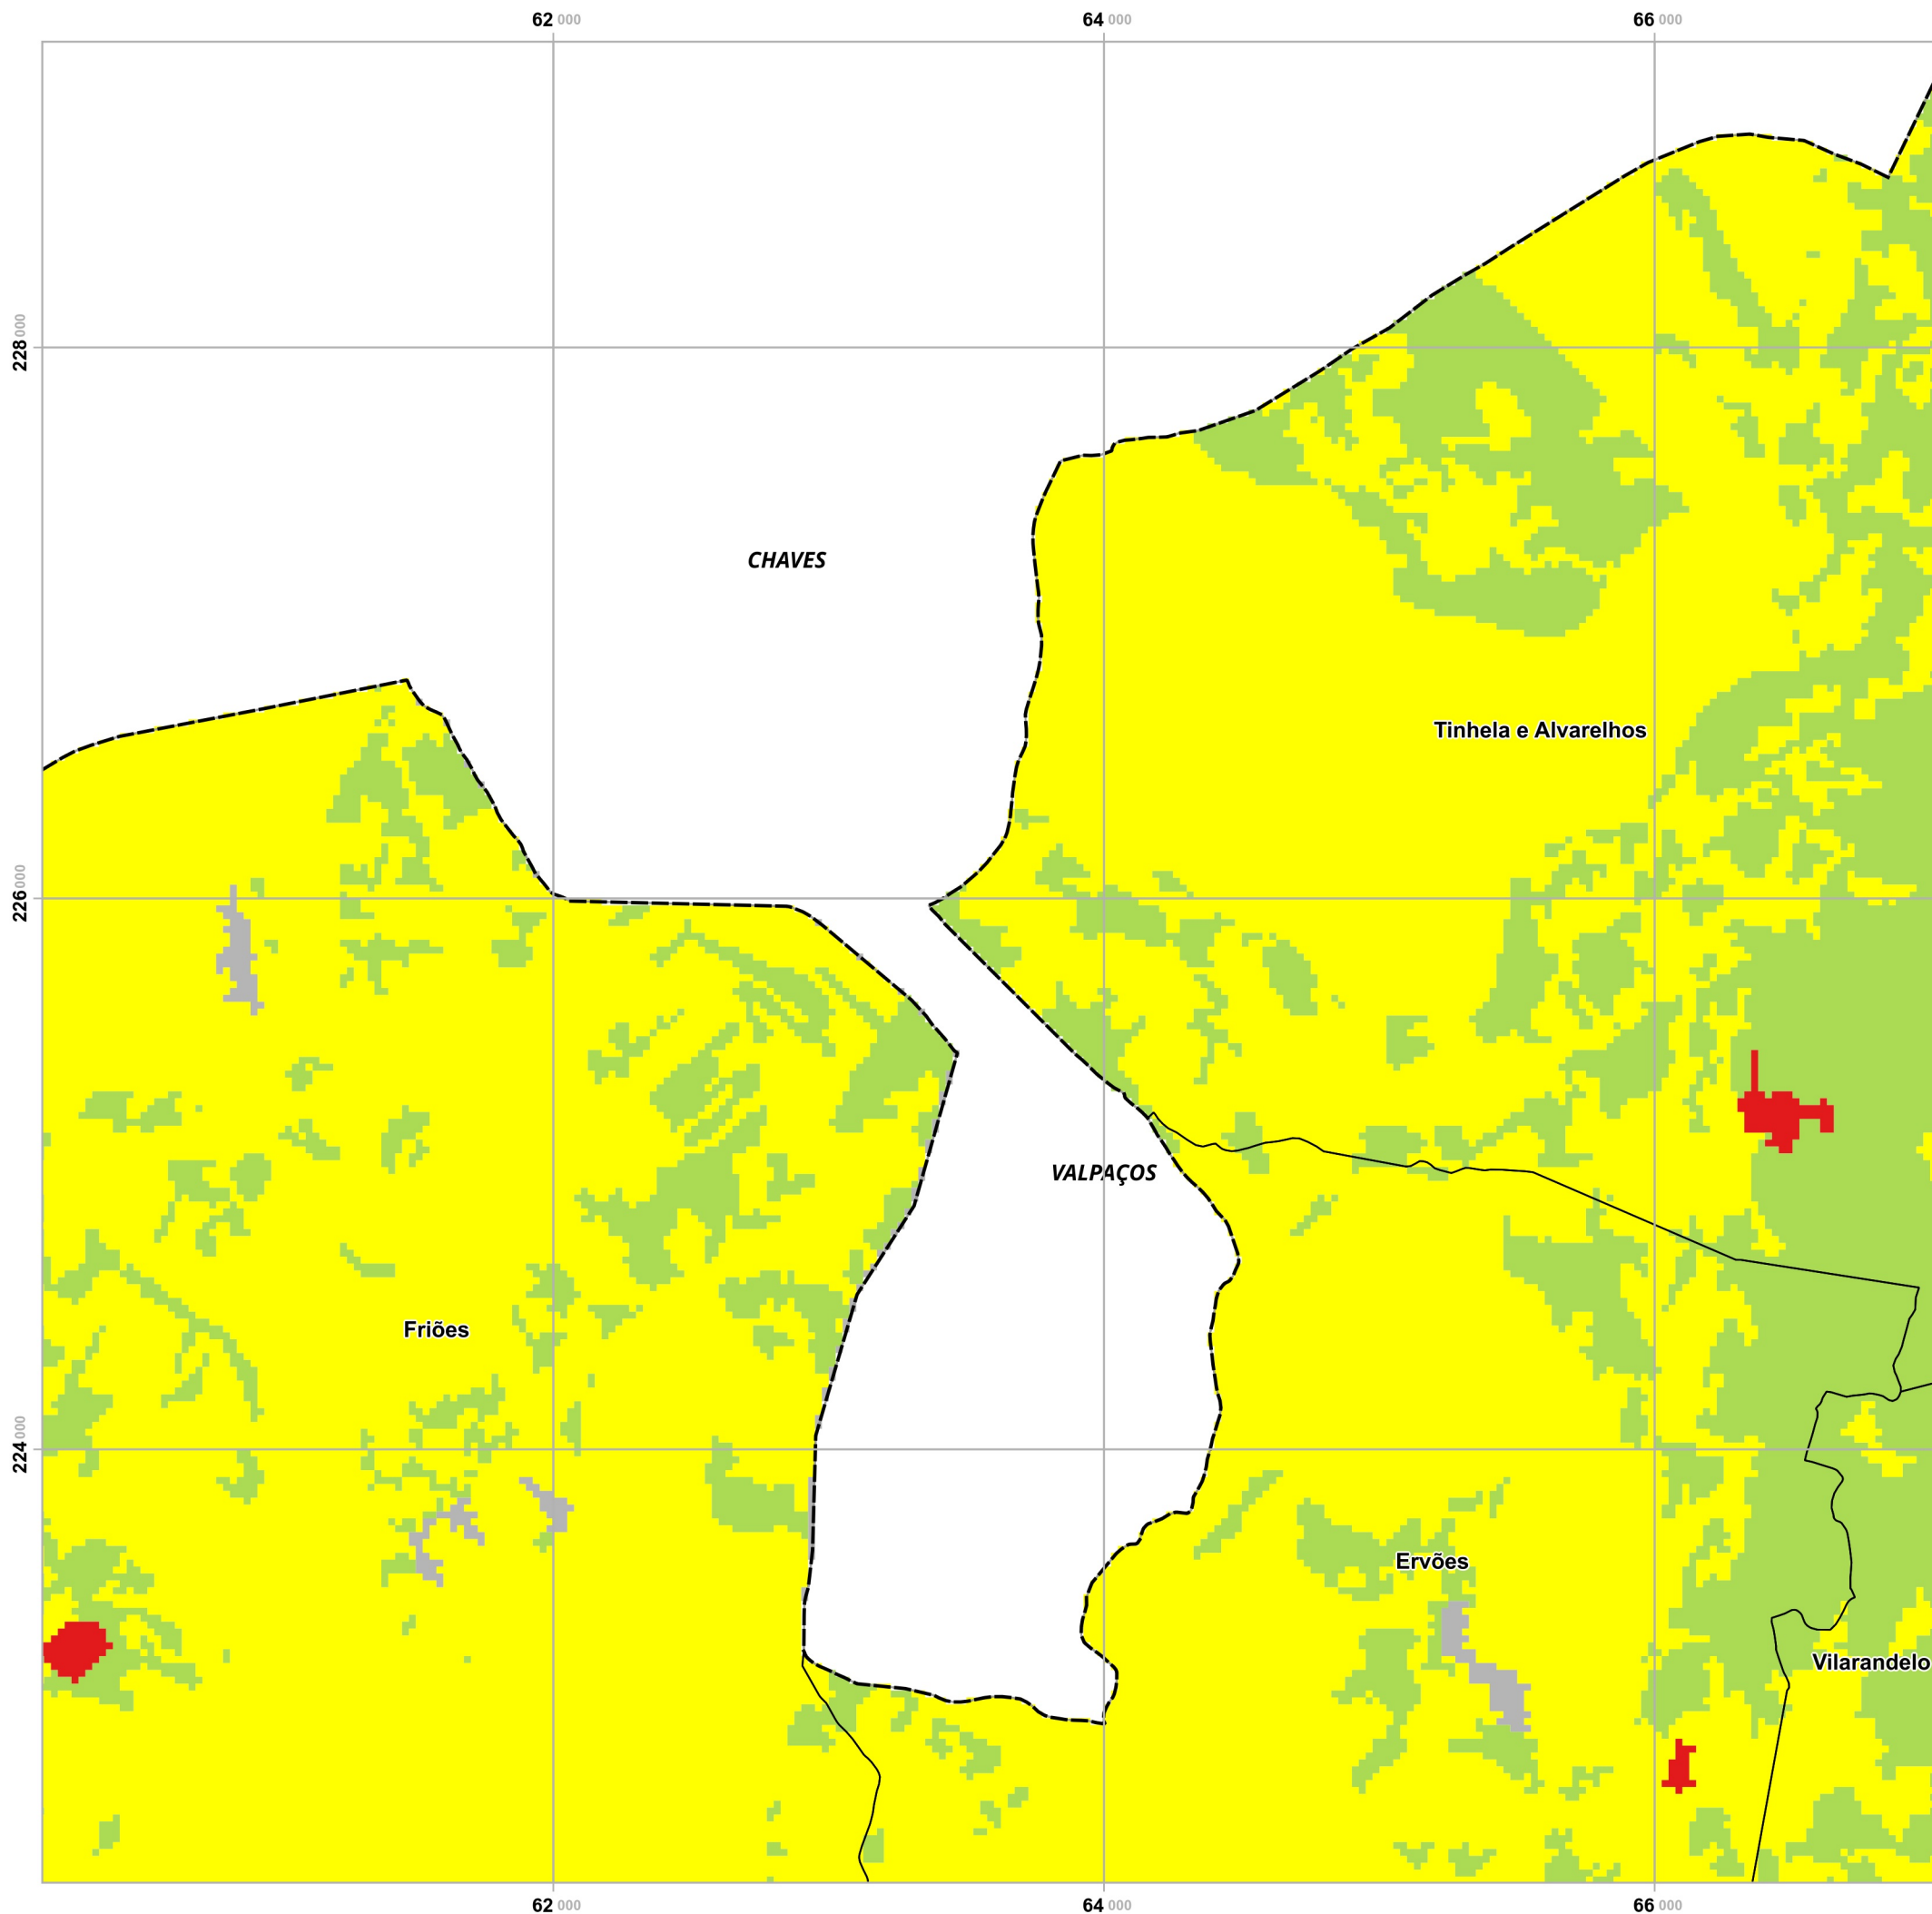 62 000 64 000 66 000
228 000
CHAVES
Tinhela e Alvarelhos
226 000
VALPAÇOS
Friões
224 000
Ervões
Vilarandelo
62 000 64 000 66 000